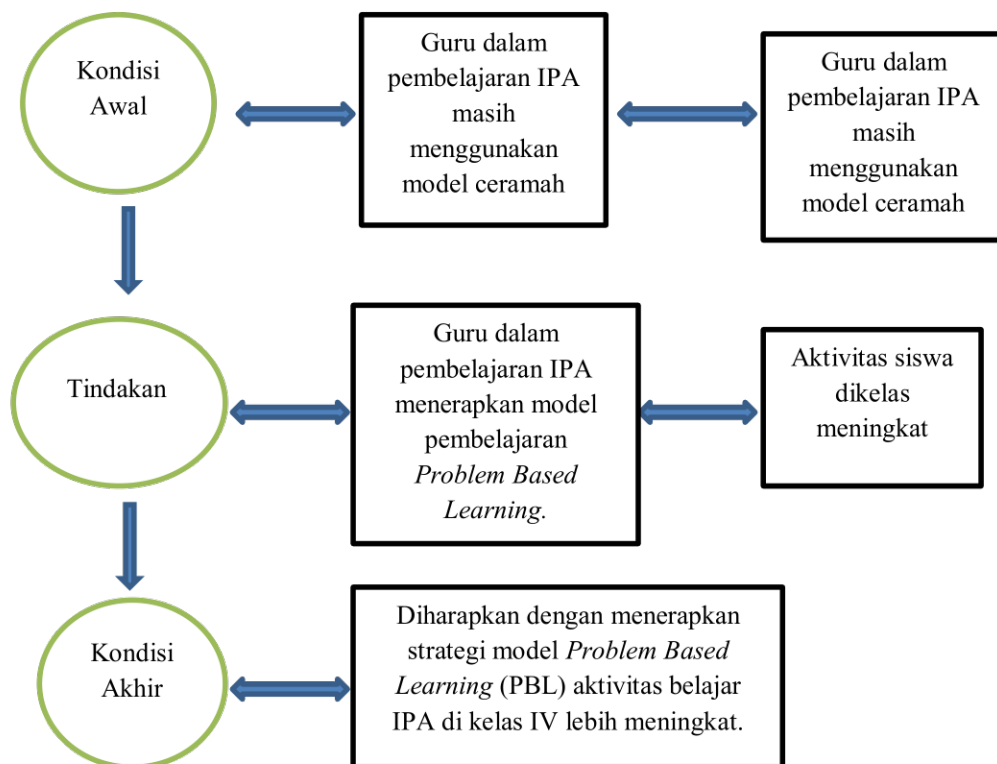 Kondisi
Awal
Guru dalam
pembelajaran IPA
masih
menggunakan
model ceramah
Guru dalam
pembelajaran IPA
masih
menggunakan
model ceramah
Tindakan
Guru dalam
pembelajaran IPA
menerapkan model
pembelajaran
Problem Based
Learning.
Aktivitas siswa
dikelas
meningkat
Kondisi
Akhir
Diharapkan dengan menerapkan
strategi model Problem Based
Learning (PBL) aktivitas belajar
IPA di kelas IV lebih meningkat.